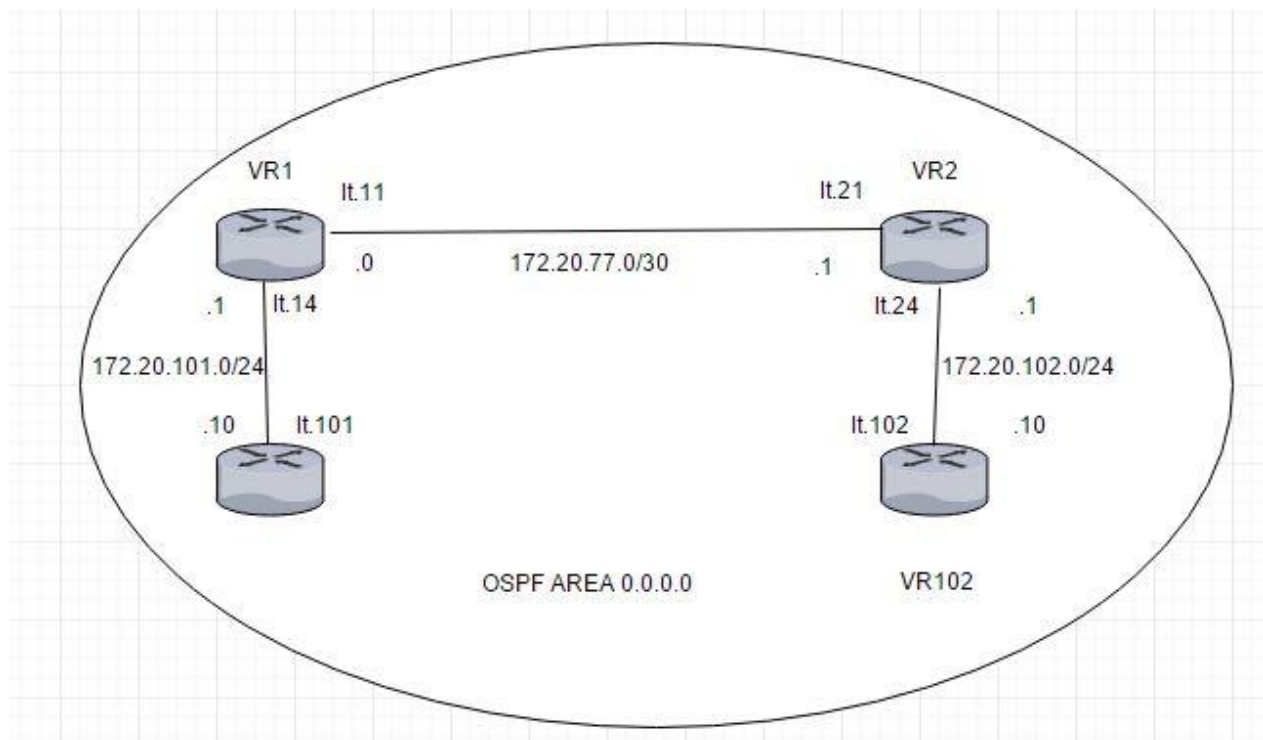 VR1
VR2
lt.11
lt.21
.0
172.20.77.0/30
.1
.1
lt.14
lt.24
.1
172.20.101.0/24
172.20.102.0/24
.10
lt.101
lt.102
.10
OSPF AREA 0.0.0.0
VR102